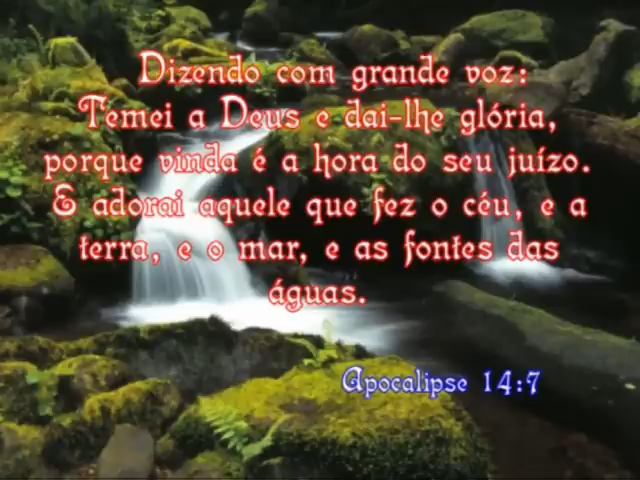 Dizendo com grande voz:
Temei a Deus e dai-lhe glória,
porque vinda é a hora do seu juízo.
E adorai aquele que fez o céu, e a
terra, e o mar, e as fontes das
águas.
Apocalipse 14:7